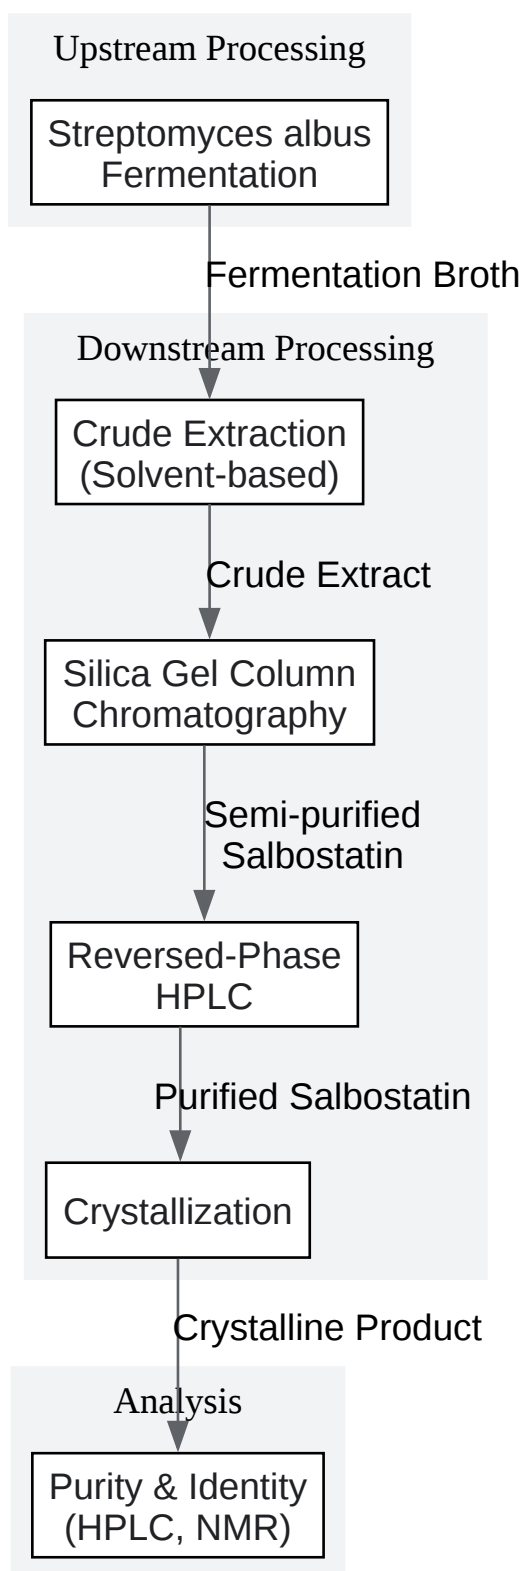 Upstream Processing
Streptomyces albus
Fermentation
Fermentation Broth
Downstream Processing
Crude Extraction
(Solvent-based)
Crude Extract
Silica Gel Column
Chromatography
Semi-purified
Salbostatin
Reversed-Phase
HPLC
Purified Salbostatin
Crystallization
Crystalline Product
Analysis
Purity & Identity
(HPLC, NMR)